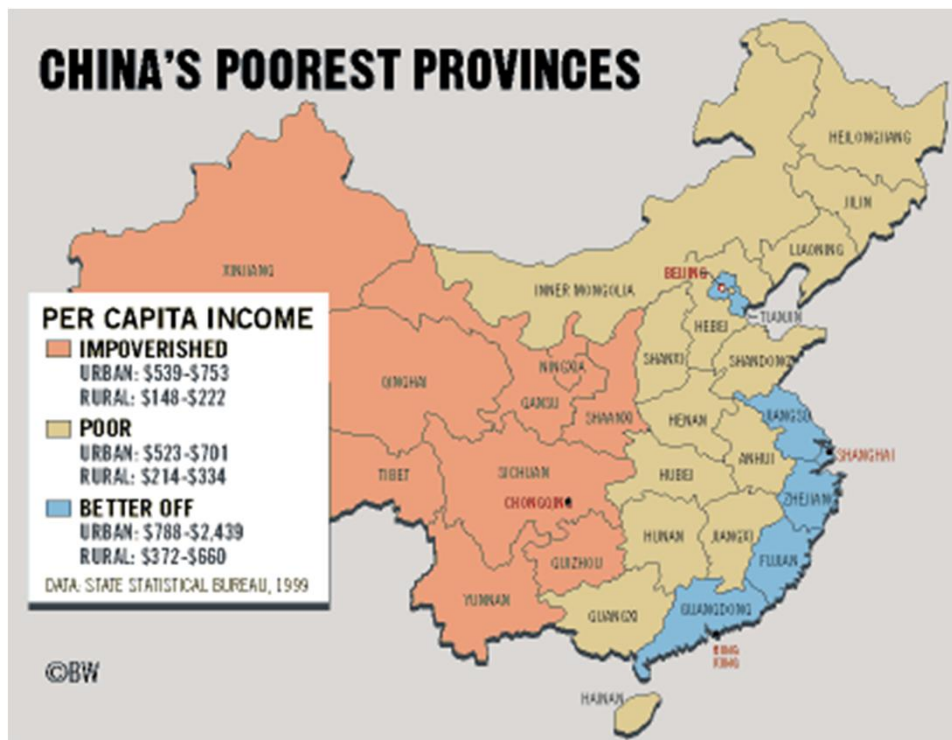 CHINA'S POOREST PROVINCES
HEILONGJIANG
JILIN
LIAONING
XINJIANG
BEIJING
INNER MONGOLIA
TIANJIN
HEBEI
PER CAPITA INCOME
IMPOVERISHED
URBAN: $539-$753
RURAL: $148-$222
POOR
URBAN: $523-$701
RURAL: $214-$334
BETTER OFF
URBAN: $788-$2,439
RURAL: $372-$660
DATA: STATE STATISTICAL BUREAU, 1999
SHANXI
SHANDONG
NINGXIA
QINGHAI
GANSU
SHAANXI
HENAN
JIANGSU
ANHUI
SHANGHAI
TIBET
SICHUAN
HUBEI
CHONGQING
ZHEJIAN
HUNAN
JIANGXI
GUIZHOU
FUJIAN
YUNNAN
GUANGXI
GUANGDONG
KONG
HAINAN
©BW